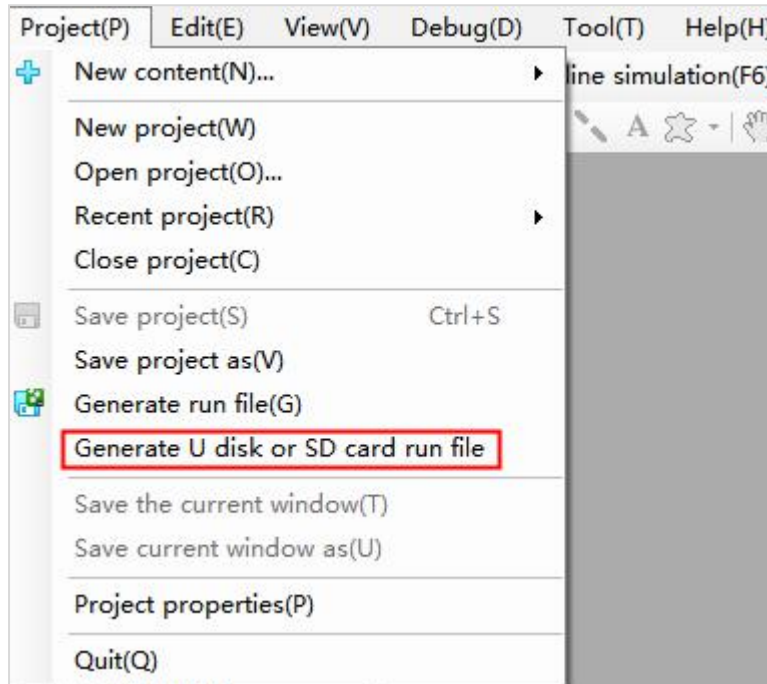 Project(P) Edit(E) View(V) Debug(D) Tool(T) Help(H)
New content(N)...
line simulation(F6)
New project(W)
A
Open project(O)...
Recent project(R)
Close project(C)
Save project(S) Ctrl+S
Save project as(V)
Generate run file(G)
Generate U disk or SD card run file
Save the current window(T)
Save current window as(U)
Project properties(P)
Quit(Q)